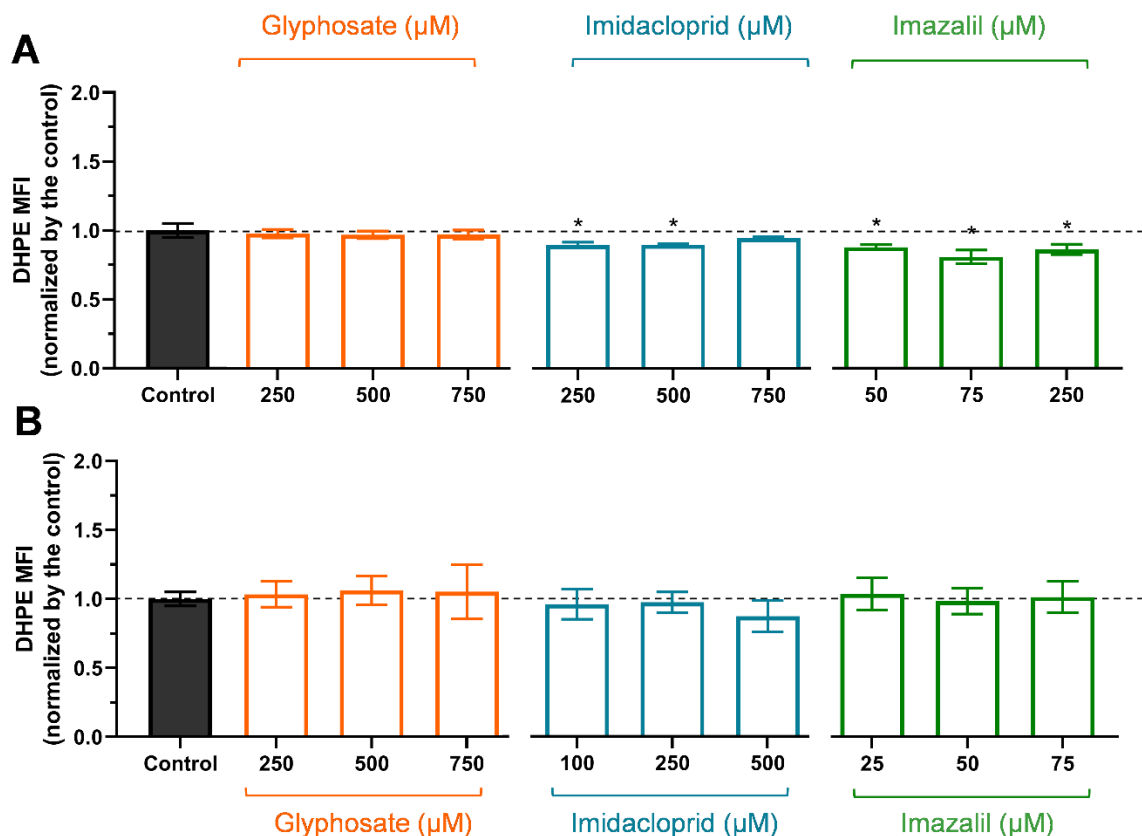 Glyphosate (µM) Imidacloprid (µM) Imazalil (µM)
A
DHPE MFI
(normalized by the control)
2.0
1.5
1.0
0.5
0.0
* * * * *
Control 250 500 750 250 500 750 50 75 250
B
DHPE MFI
(normalized by the control)
2.0
1.5
1.0
0.5
0.0
Control 250 500 750 100 250 500 25 50 75
Glyphosate (µM) Imidacloprid (µM) Imazalil (µM)